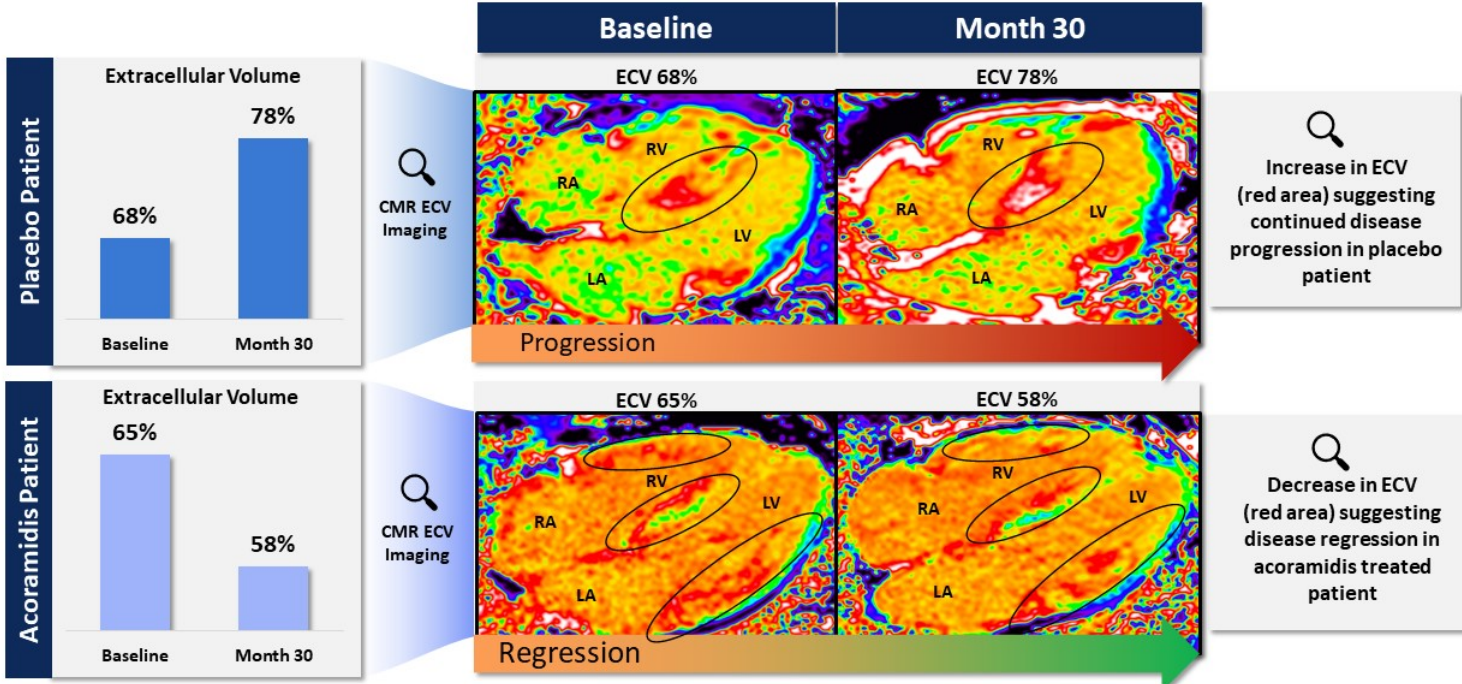 Baseline
Month 30
Placebo Patient
Extracellular Volume
68%
78%
Baseline
Month 30
CMR ECV
Imaging
ECV 68%
RV
RA
LV
LA
ECV 78%
RV
RA
LV
LA
Progression
Increase in ECV
(red area) suggesting
continued disease
progression in placebo
patient
Acoramidis Patient
Extracellular Volume
65%
58%
Baseline
Month 30
CMR ECV
Imaging
ECV 65%
RV
LV
RA
LA
ECV 58%
RV
LV
RA
LA
Regression
Decrease in ECV
(red area) suggesting
disease regression in
acoramidis treated
patient